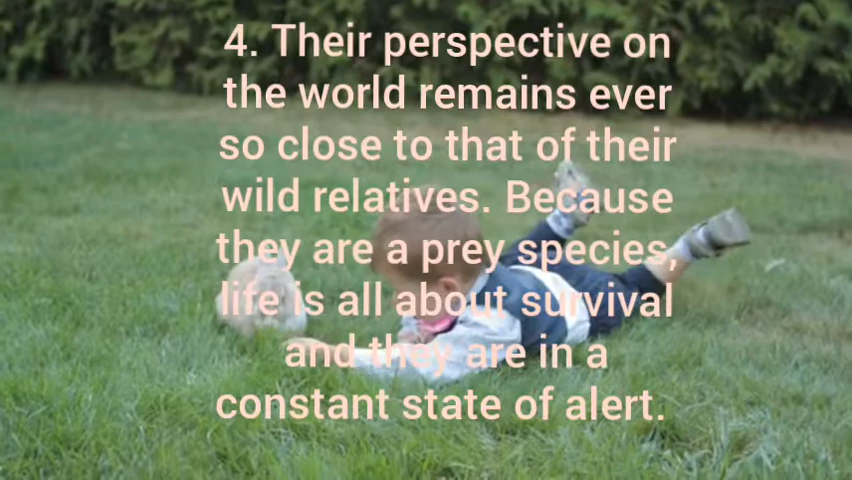 4. Their perspective on
the world remains ever
so close to that of their
wild relatives. Because
they are a prey species,
life is all about survival
and they are in a
constant state of alert.